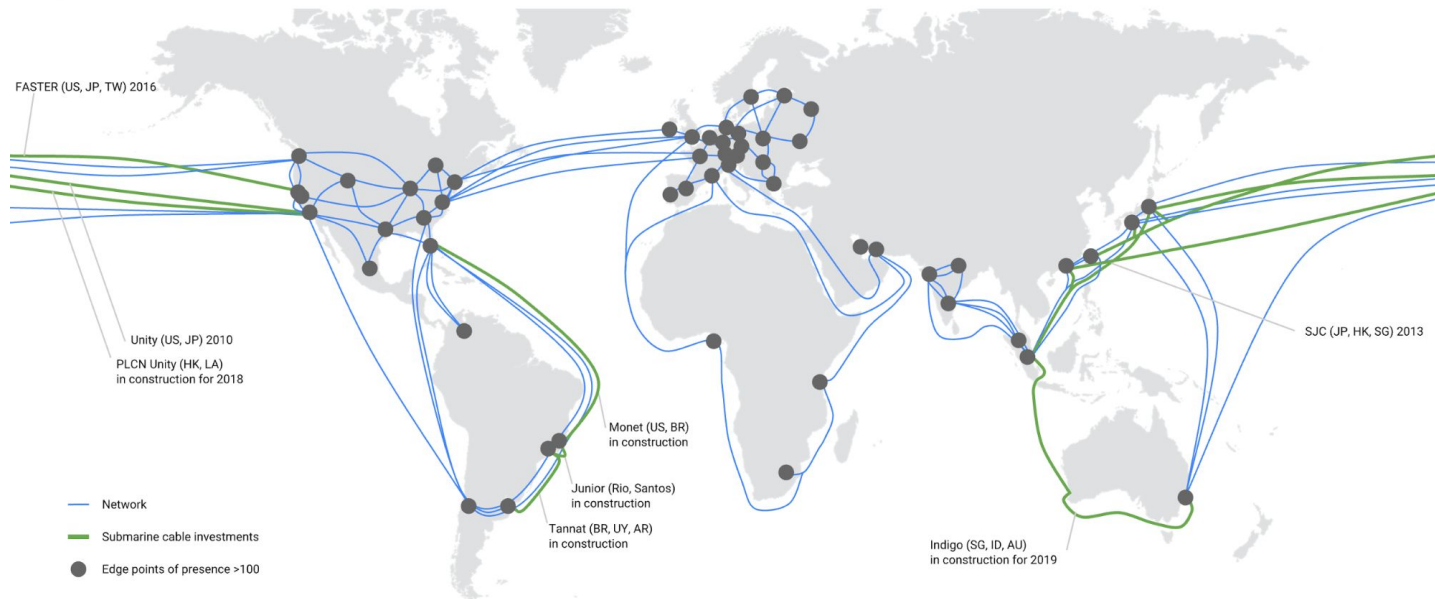 FASTER (US, JP, TW) 2016
Unity (US, JP) 2010
PLCN Unity (HK, LA)
in construction for 2018
Monet (US, BR)
in construction
Junior (Rio, Santos)
in construction
Tannat (BR, UY, AR)
in construction
SJC (JP, HK, SG) 2013
Indigo (SG, ID, AU)
in construction for 2019
Network
Submarine cable investments
Edge points of presence >100